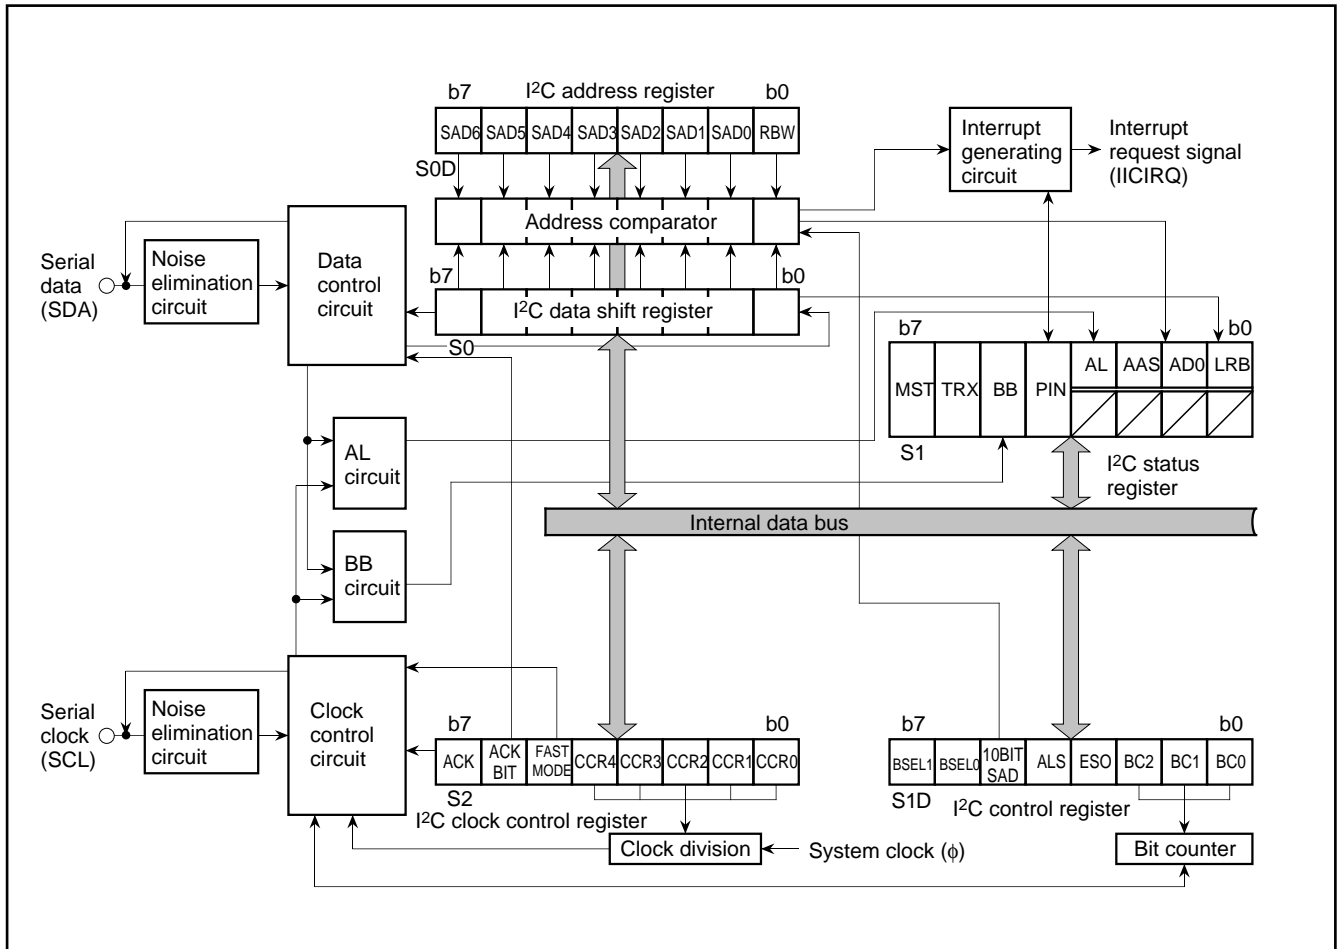 b7 I²C address register b0
SAD6 SAD5 SAD4 SAD3 SAD2 SAD1 SAD0 RBW
S0D
Interrupt
generating
circuit
Interrupt
request signal
(IICIRQ)
Address comparator
Serial
data
(SDA)
Noise
elimination
circuit
Data
control
circuit
b7 b0
I²C data shift register
S0
b7 b0
MST TRX BB PIN AL AAS AD0 LRB
S1
I²C status
register
AL
circuit
Internal data bus
BB
circuit
Serial
clock
(SCL)
Noise
elimination
circuit
Clock
control
circuit
b7 b0
ACK ACK BIT FAST MODE CCR4 CCR3 CCR2 CCR1 CCR0
S2
I²C clock control register
b7 b0
BSEL1 BSEL0 10BIT SAD ALS ESO BC2 BC1 BC0
S1D
I²C control register
Clock division
System clock (ϕ)
Bit counter